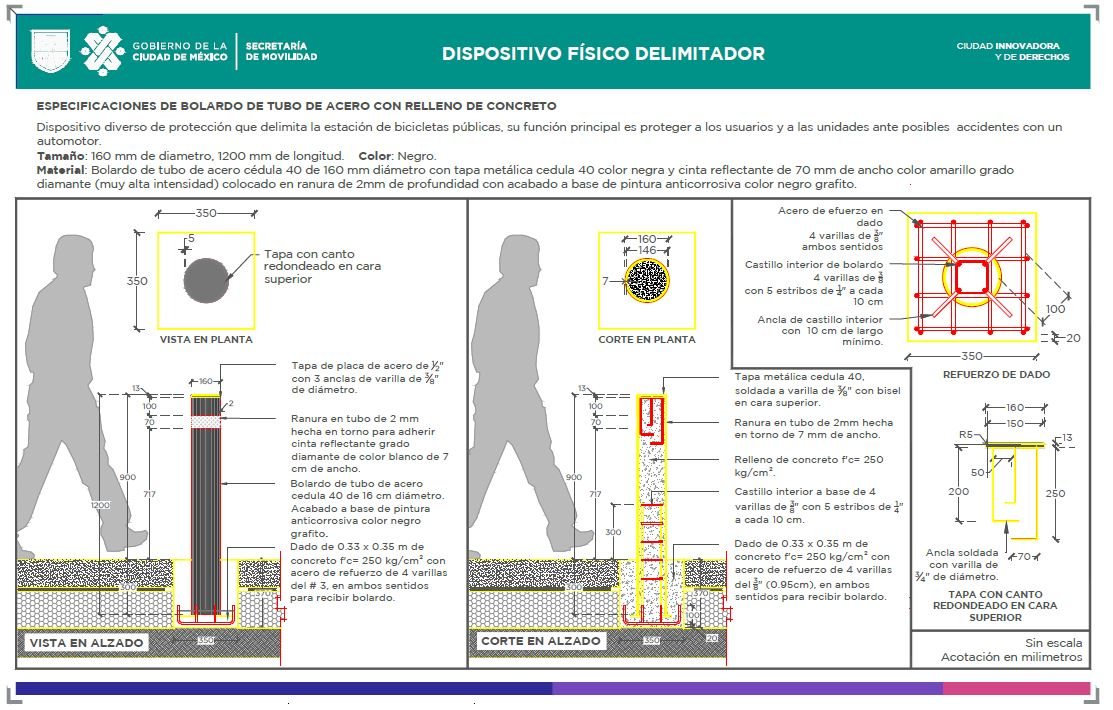 GOBIERNO DE LA
CIUDAD DE MÉXICO
SECRETARÍA
DE MOVILIDAD
DISPOSITIVO FÍSICO DELIMITADOR
CIUDAD INNOVADORA
Y DE DERECHOS
ESPECIFICACIONES DE BOLARDO DE TUBO DE ACERO CON RELLENO DE CONCRETO
Dispositivo diverso de protección que delimita la estación de bicicletas públicas, su función principal es proteger a los usuarios y a las unidades ante posibles accidentes con un
automotor.
Tamaño: 160 mm de diametro, 1200 mm de longitud. Color: Negro.
Material: Bolardo de tubo de acero cédula 40 de 160 mm diámetro con tapa metálica cedula 40 color negra y cinta reflectante de 70 mm de ancho color amarillo grado
diamante (muy alta intensidad) colocado en ranura de 2mm de profundidad con acabado a base de pintura anticorrosiva color negro grafito.
350
5
350
Tapa con canto
redondeado en cara
superior
VISTA EN PLANTA
160
13
100
2
70
900
717
1200
300
370
350
Tapa de placa de acero de ½"
con 3 anclas de varilla de ⅜"
de diámetro.
Ranura en tubo de 2 mm
hecha en torno para adherir
cinta reflectante grado
diamante de color blanco de 7
cm de ancho.
Bolardo de tubo de acero
cedula 40 de 16 cm diámetro.
Acabado a base de pintura
anticorrosiva color negro
grafito.
Dado de 0.33 x 0.35 m de
concreto f'c= 250 kg/cm² con
acero de refuerzo de 4 varillas
del # 3, en ambos sentidos
para recibir bolardo.
VISTA EN ALZADO
160
146
7
CORTE EN PLANTA
13
100
70
900
717
300
300
370
100
350
20
Tapa metálica cedula 40,
soldada a varilla de ⅜" con bisel
en cara superior.
Ranura en tubo de 2mm hecha
en torno de 7 mm de ancho.
Relleno de concreto f'c= 250
kg/cm².
Castillo interior a base de 4
varillas de ⅜" con 5 estribos de ¼"
a cada 10 cm.
Dado de 0.33 x 0.35 m de
concreto f'c= 250 kg/cm² con
acero de refuerzo de 4 varillas
del ⅜" (0.95cm), en ambos
sentidos para recibir bolardo.
CORTE EN ALZADO
Acero de efuerzo en
dado
4 varillas de ⅜"
ambos sentidos
Castillo interior de bolardo
4 varillas de ⅜
con 5 estribos de ¼" a cada
10 cm
Ancla de castillo interior
con 10 cm de largo
mínimo.
100
20
350
REFUERZO DE DADO
160
150
R5
13
50
200
250
70
Ancla soldada
con varilla de
¾" de diámetro.
TAPA CON CANTO
REDONDEADO EN CARA
SUPERIOR
Sin escala
Acotación en milimetros